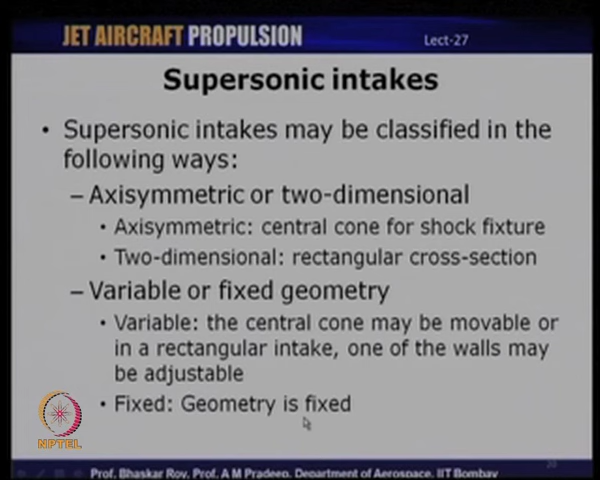 JET AIRCRAFT PROPULSION
Lect-27
Supersonic intakes
• Supersonic intakes may be classified in the
following ways:
– Axisymmetric or two-dimensional
• Axisymmetric: central cone for shock fixture
• Two-dimensional: rectangular cross-section
– Variable or fixed geometry
• Variable: the central cone may be movable or
in a rectangular intake, one of the walls may
be adjustable
• Fixed: Geometry is fixed
NPTEL
Prof. Bhaskar Roy, Prof. A M Pradeep, Department of Aerospace, IIT Bombay